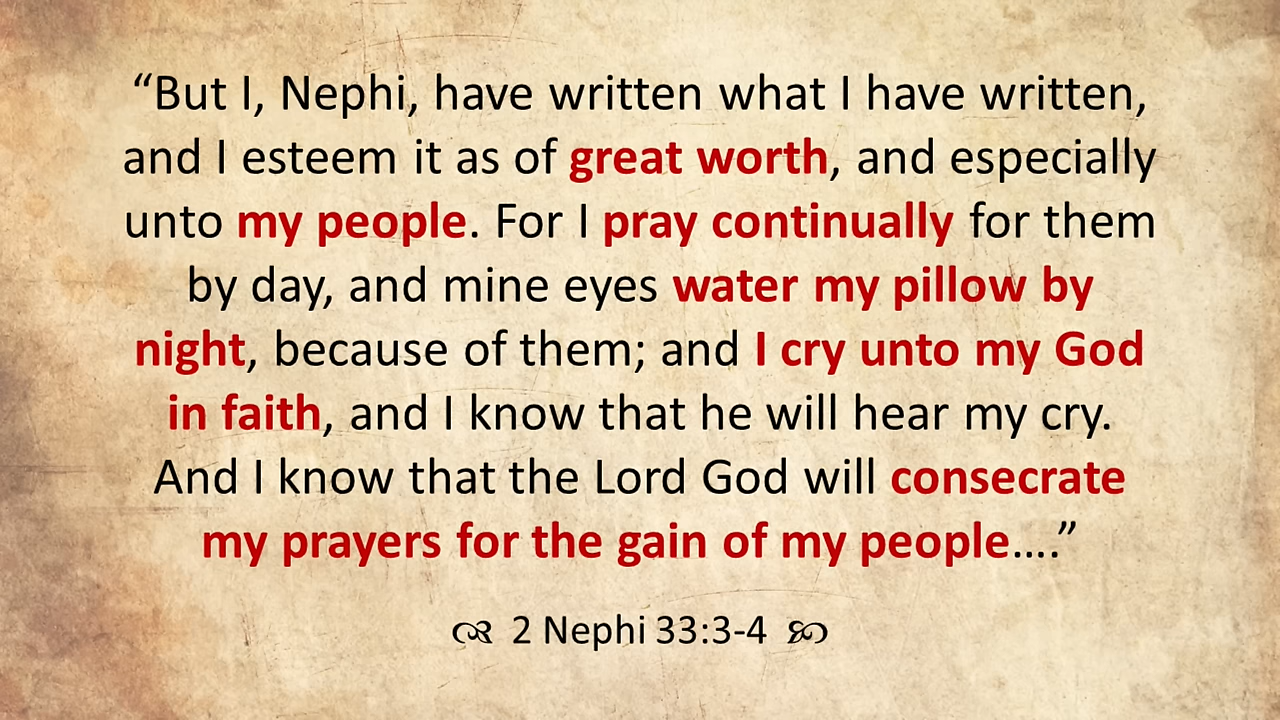 “But I, Nephi, have written what I have written,
and I esteem it as of great worth, and especially
unto my people. For I pray continually for them
by day, and mine eyes water my pillow by
night, because of them; and I cry unto my God
in faith, and I know that he will hear my cry.
And I know that the Lord God will consecrate
my prayers for the gain of my people....”
2 Nephi 33:3-4